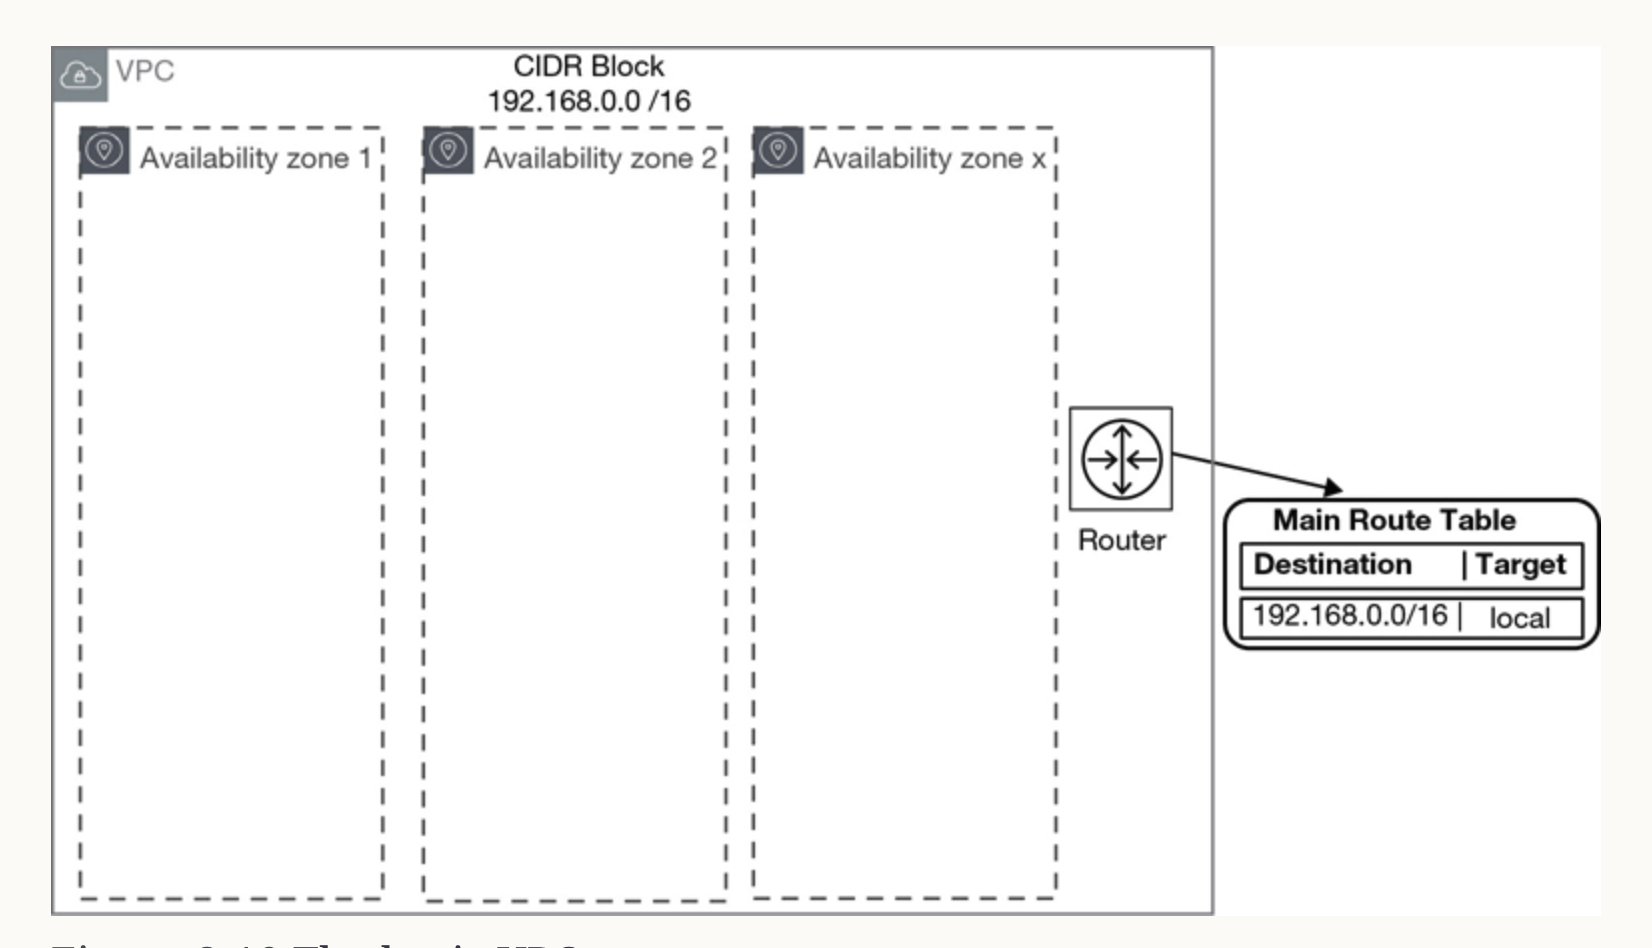 VPC
CIDR Block
192.168.0.0 /16
Availability zone 1
Availability zone 2
Availability zone x
Router
Main Route Table
Destination | Target
192.168.0.0/16 | local